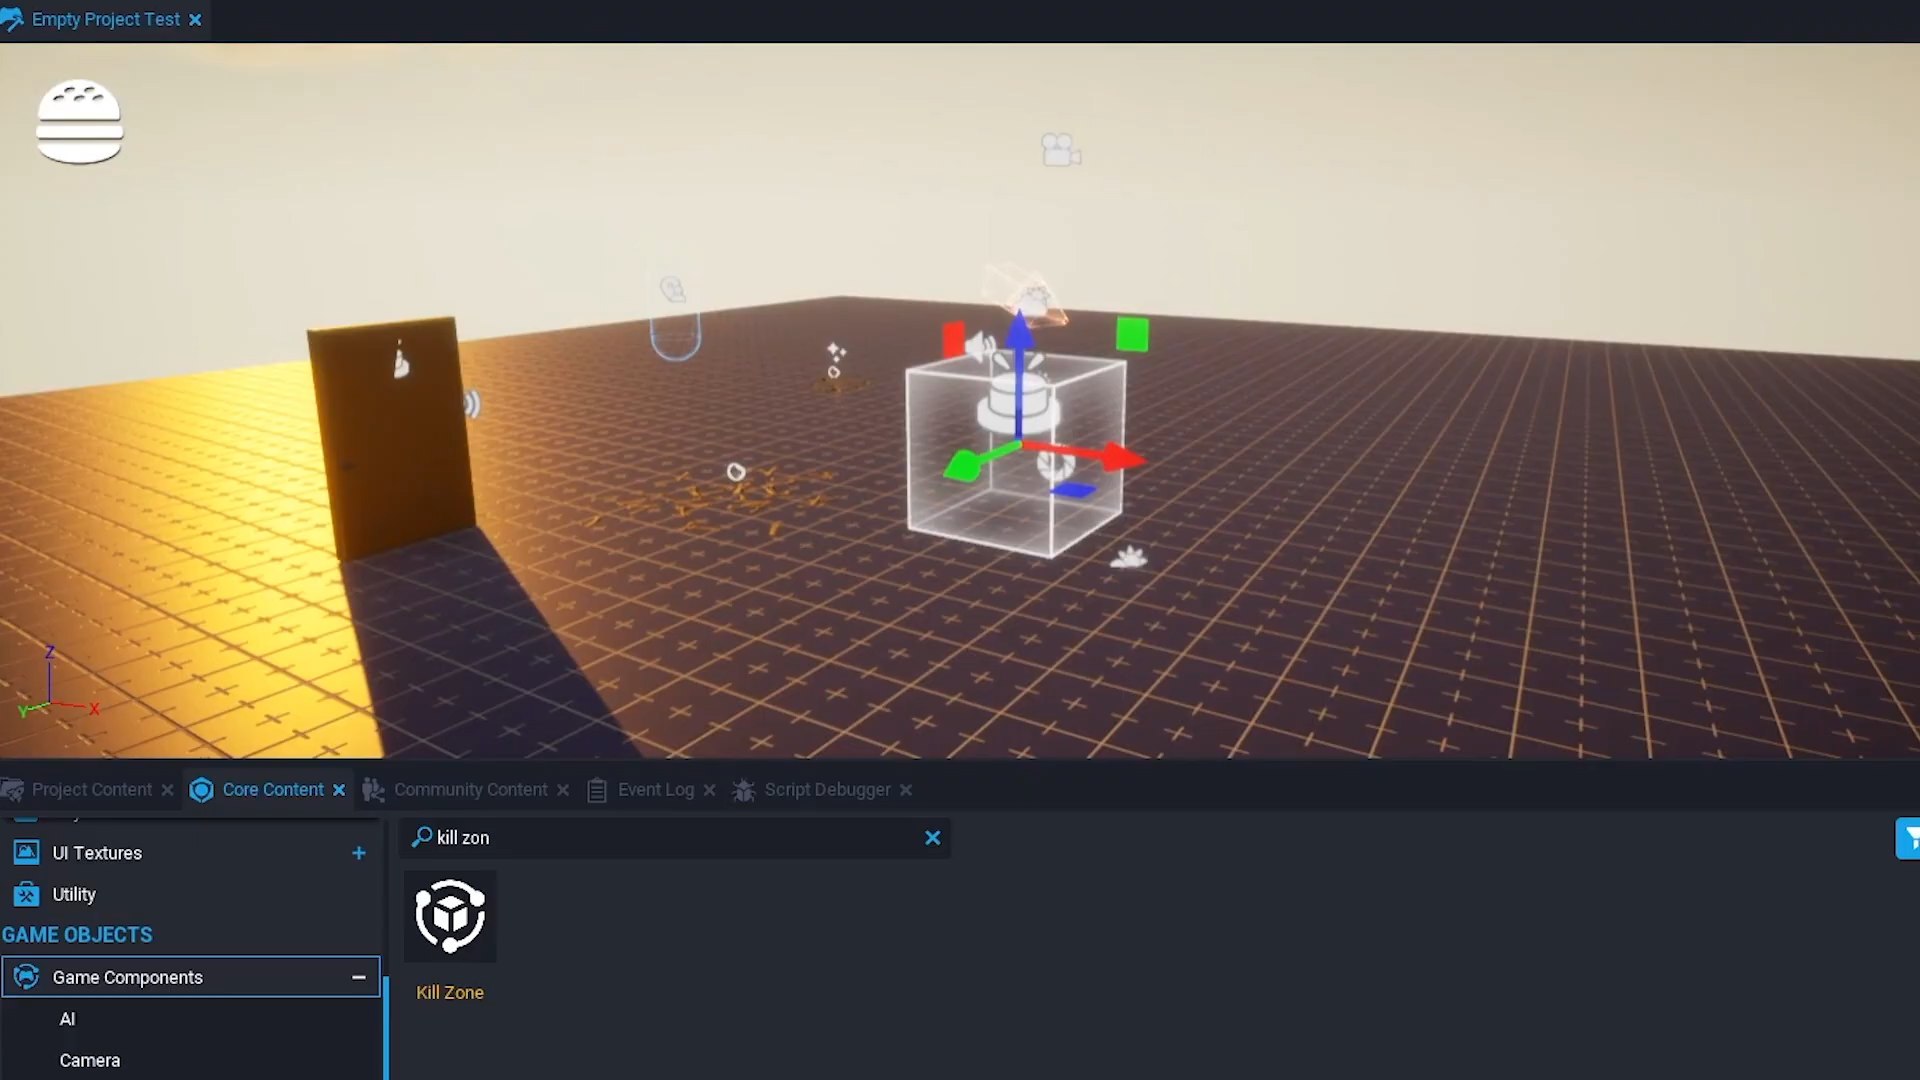 Empty Project Test
Z
Y
X
Project Content
Core Content
Community Content
Event Log
Script Debugger
UI Textures
kill zon
Utility
GAME OBJECTS
Game Components
Kill Zone
AI
Camera